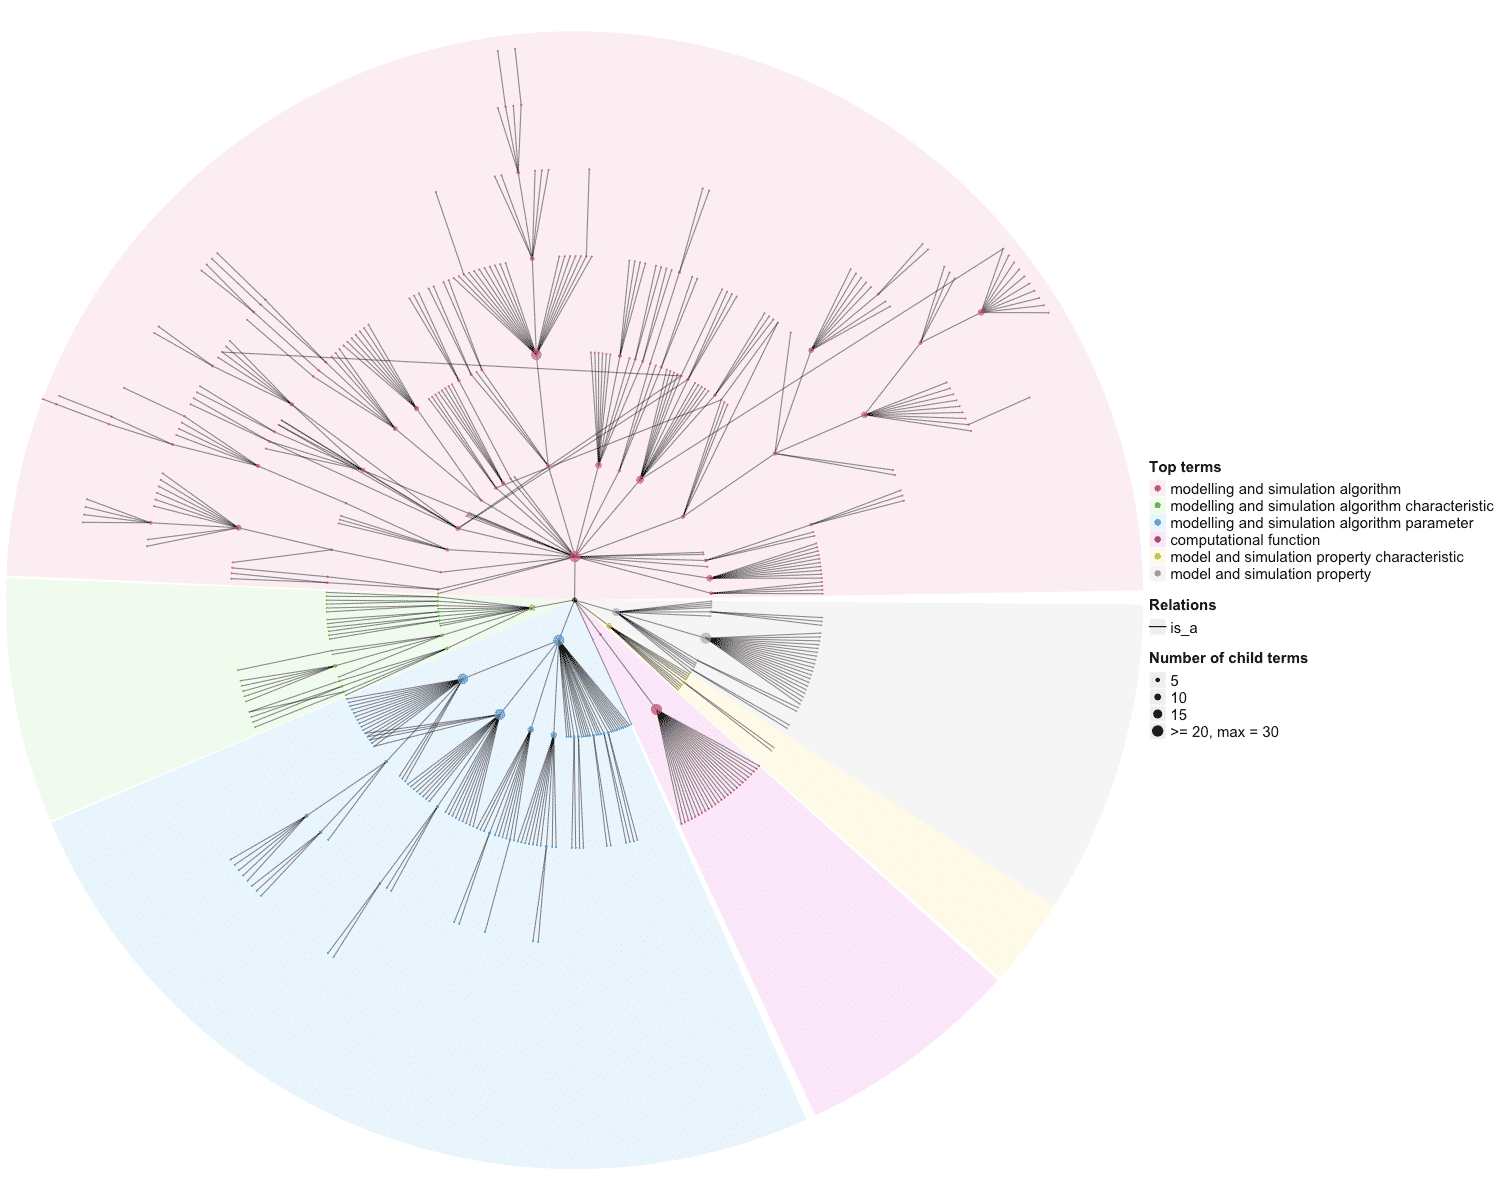 Top terms
modelling and simulation algorithm
modelling and simulation algorithm characteristic
modelling and simulation algorithm parameter
computational function
model and simulation property characteristic
model and simulation property
Relations
is_a
Number of child terms
5
10
15
>= 20, max = 30